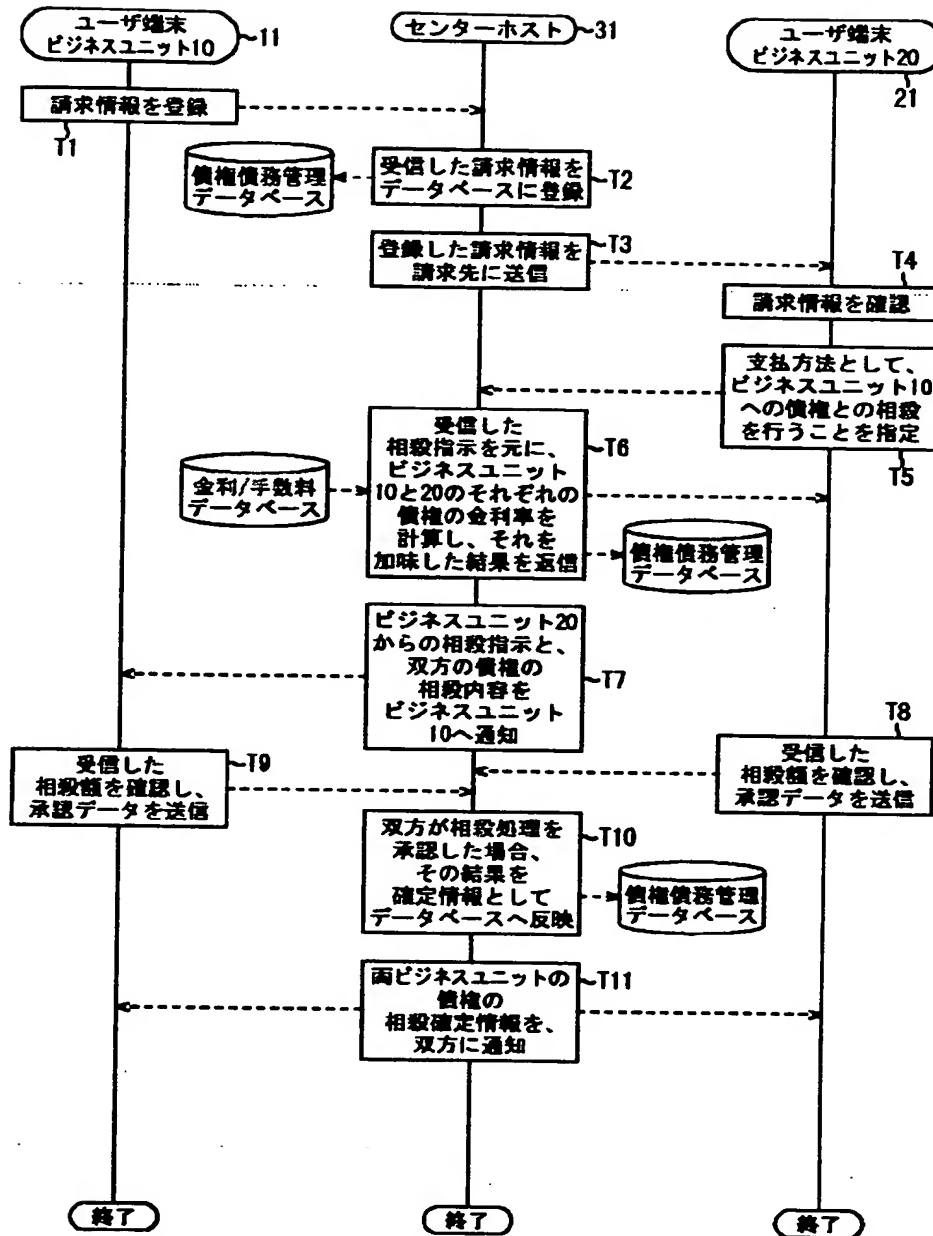 ユーザ端末
ビジネスユニット10
11
センターホスト
31
ユーザ端末
ビジネスユニット20
21
請求情報を登録
T1
債権債務管理
データベース
受信した請求情報を
データベースに登録
T2
登録した請求情報を
請求先に送信
T3
T4
請求情報を確認
支払方法として、
ビジネスユニット10
への債権との相殺
を行うことを指定
T5
金利/手数料
データベース
受信した
相殺指示を元に、
ビジネスユニット
10と20のそれぞれの
債権の金利率を
計算し、それを
加味した結果を返信
T6
債権債務管理
データベース
ビジネスユニット20
からの相殺指示と、
双方の債権の
相殺内容を
ビジネスユニット
10へ通知
T7
T8
受信した
相殺額を確認し、
承認データを送信
受信した
相殺額を確認し、
承認データを送信
T9
双方が相殺処理を
承認した場合、
その結果を
確定情報として
データベースへ反映
T10
債権債務管理
データベース
両ビジネスユニットの
債権の
相殺確定情報を、
双方に通知
T11
終了
終了
終了